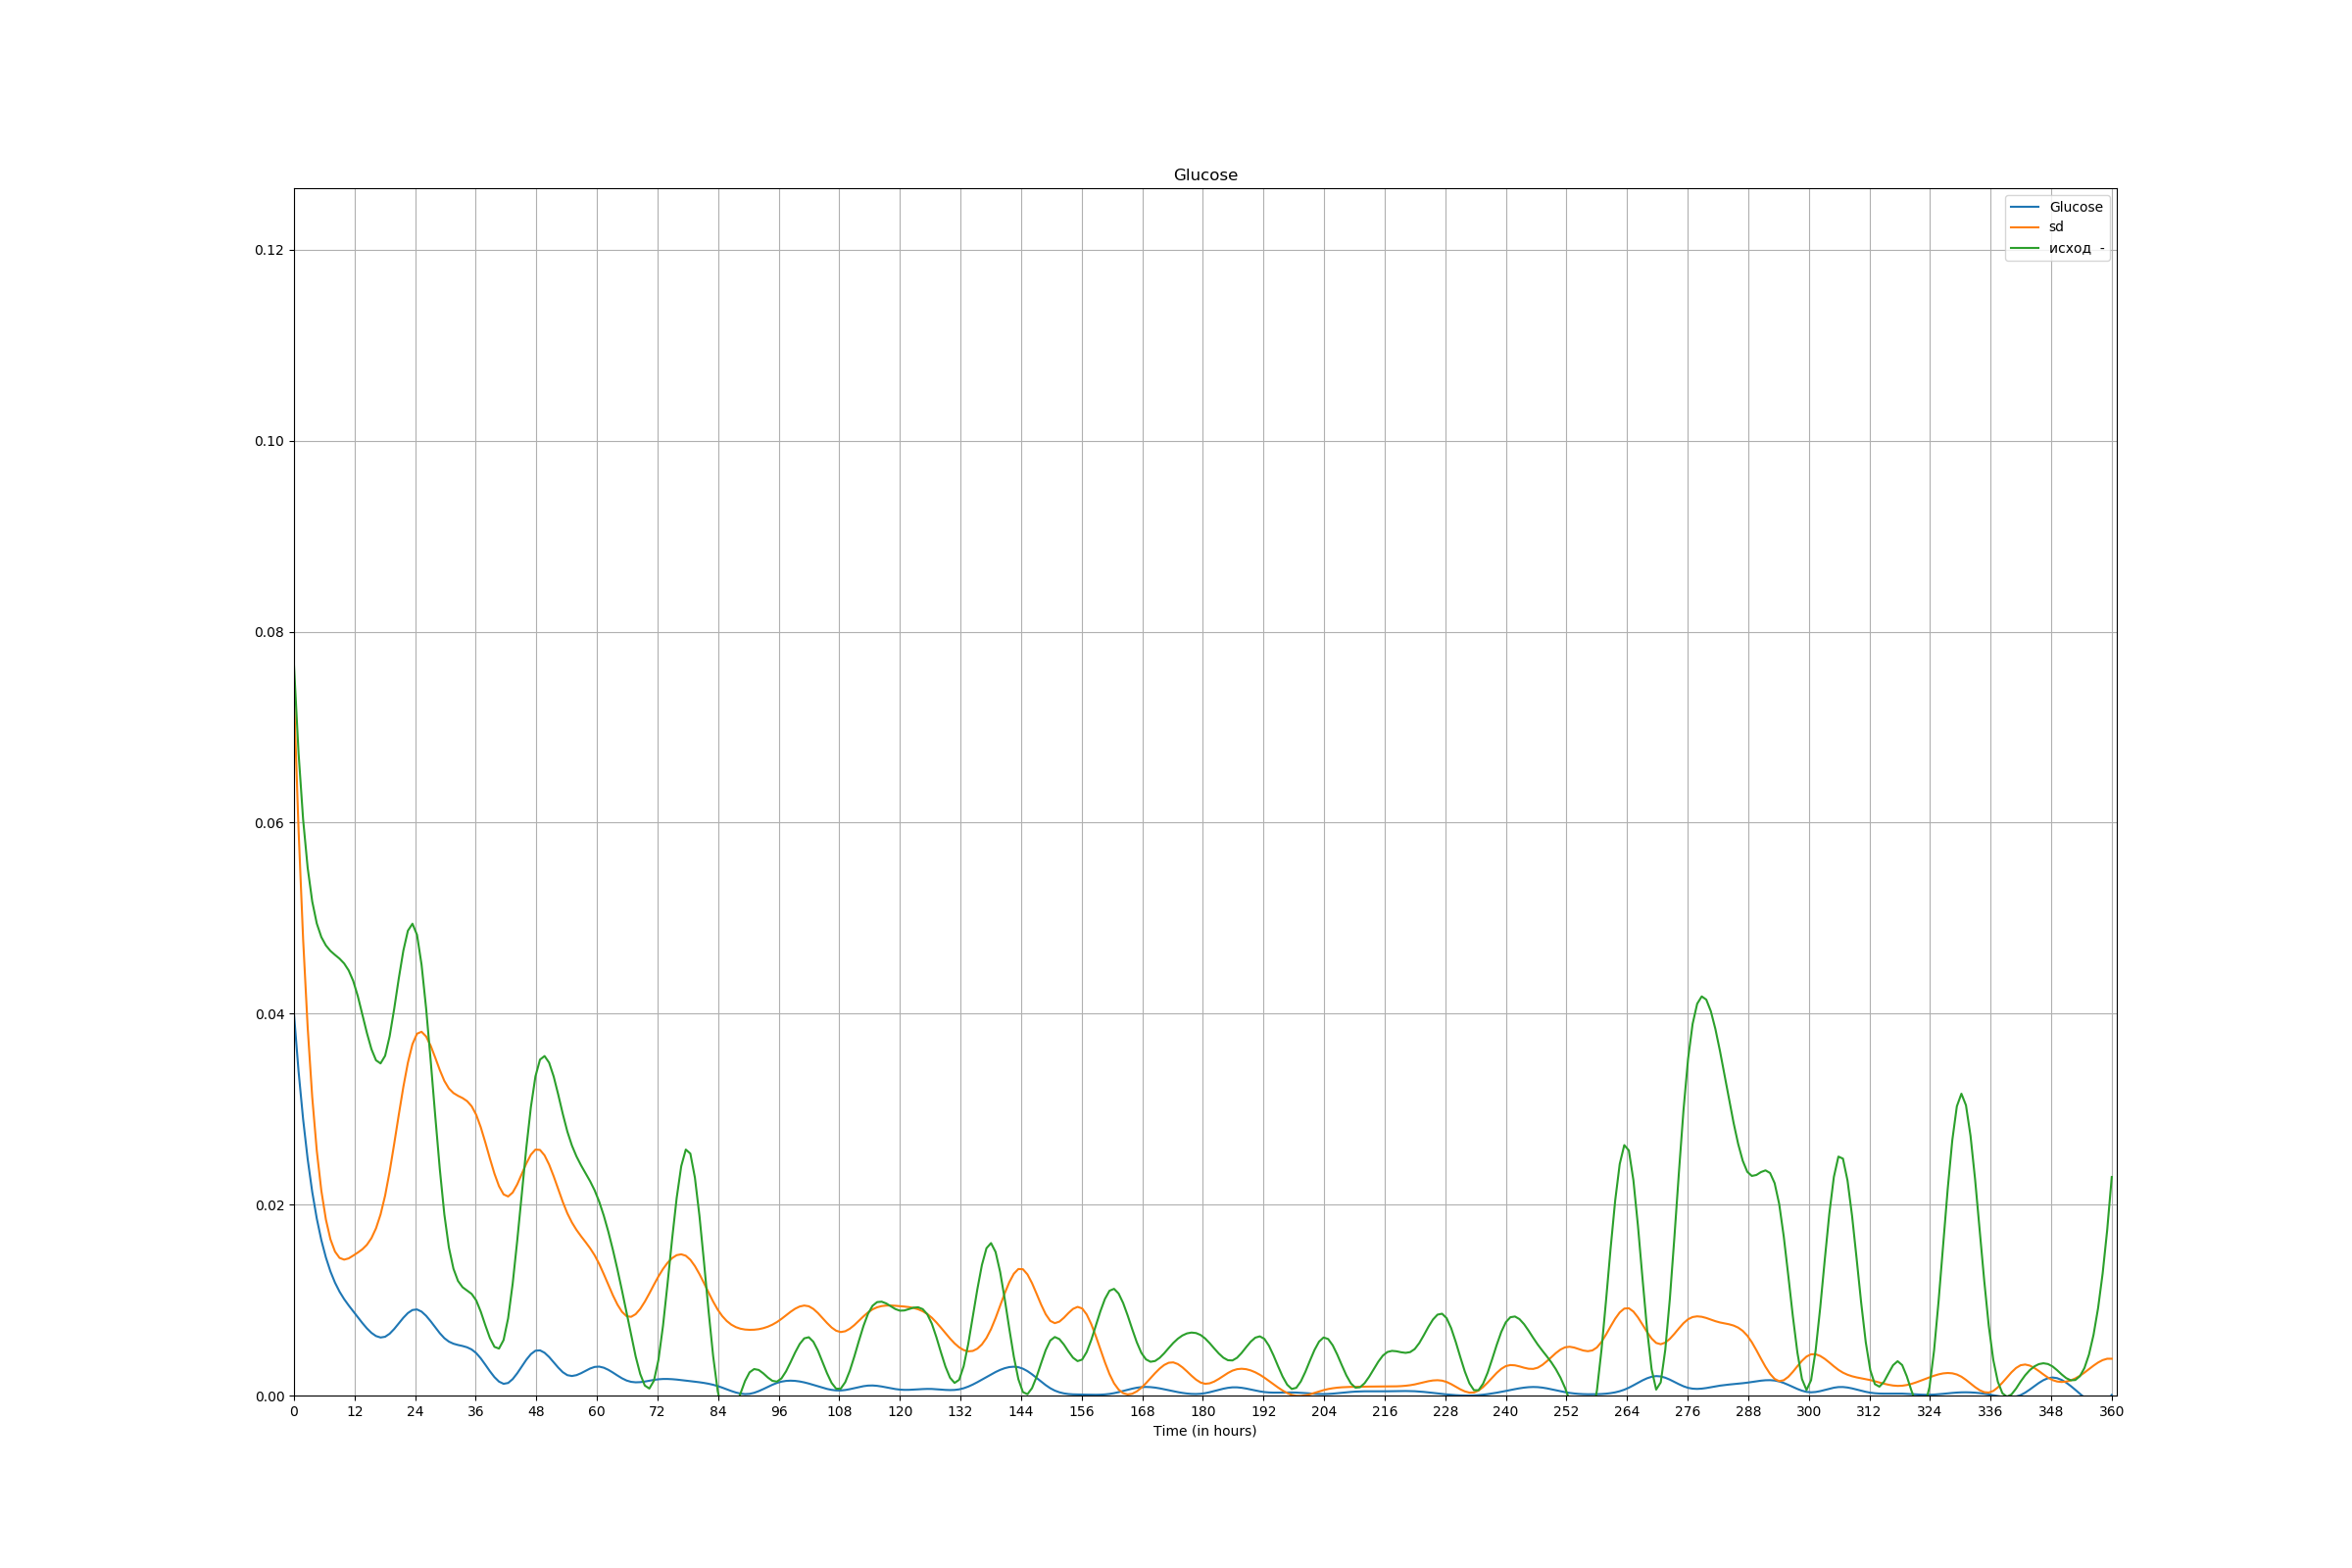 Glucose
Glucose
sd
исход -
0.12
0.10
0.08
0.06
0.04
0.02
0.00
0 12 24 36 48 60 72 84 96 108 120 132 144 156 168 180 192 204 216 228 240 252 264 276 288 300 312 324 336 348 360
Time (in hours)